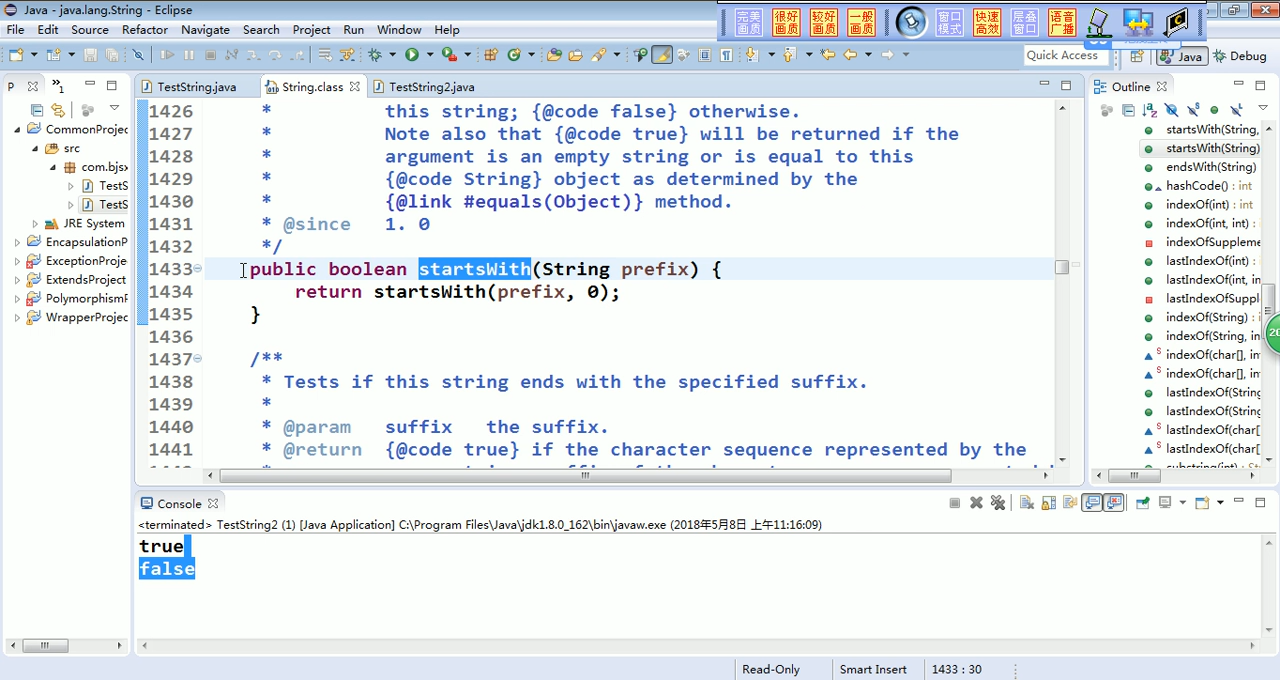 Java - java.lang.String - Eclipse
完美画质 很好画质 较好画质 一般画质 窗口模式 快速高效 层叠窗口 语音广播
File Edit Source Refactor Navigate Search Project Run Window Help
Quick Access Java Debug
P TestString.java String.class TestString2.java Outline
1426 * this string; {@code false} otherwise.
1427 * Note also that {@code true} will be returned if the
1428 * argument is an empty string or is equal to this
1429 * {@code String} object as determined by the
1430 * {@link #equals(Object)} method.
1431 * @since 1. 0
1432 */
1433 public boolean startsWith(String prefix) {
1434 return startsWith(prefix, 0);
1435 }
1436
1437 /**
1438 * Tests if this string ends with the specified suffix.
1439 *
1440 * @param suffix the suffix.
1441 * @return {@code true} if the character sequence represented by the
CommonProjec
src
com.bjsx
TestS
TestS
JRE System
EncapsulationP
ExceptionProje
ExtendsProject
PolymorphismP
WrapperProjec
startsWith(String,
startsWith(String)
endsWith(String)
hashCode() : int
indexOf(int) : int
indexOf(int, int) :
indexOfSuppleme
lastIndexOf(int) :
lastIndexOf(int, in
lastIndexOfSuppl
indexOf(String) : i
indexOf(String, in
indexOf(char[], in
indexOf(char[], in
lastIndexOf(String
lastIndexOf(String
lastIndexOf(char[
lastIndexOf(char[
substring(int) : St
Console
<terminated> TestString2 (1) [Java Application] C:\Program Files\Java\jdk1.8.0_162\bin\javaw.exe (2018年5月8日 上午11:16:09)
true
false
Read-Only Smart Insert 1433 : 30